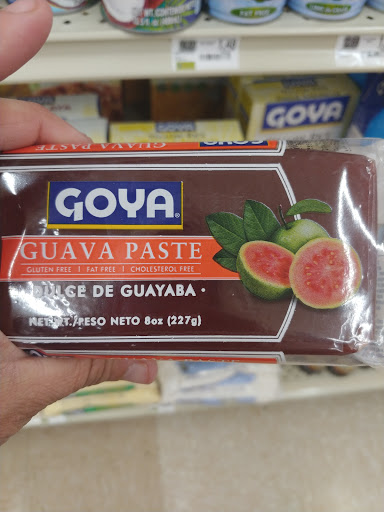 GUAVA PASTE
GOYA
GOYA
GUAVA PASTE
GLUTEN FREE | FAT FREE | CHOLESTEROL FREE
DULCE DE GUAYABA •
NET WT./PESO NETO 8oz (227g)
GOYA